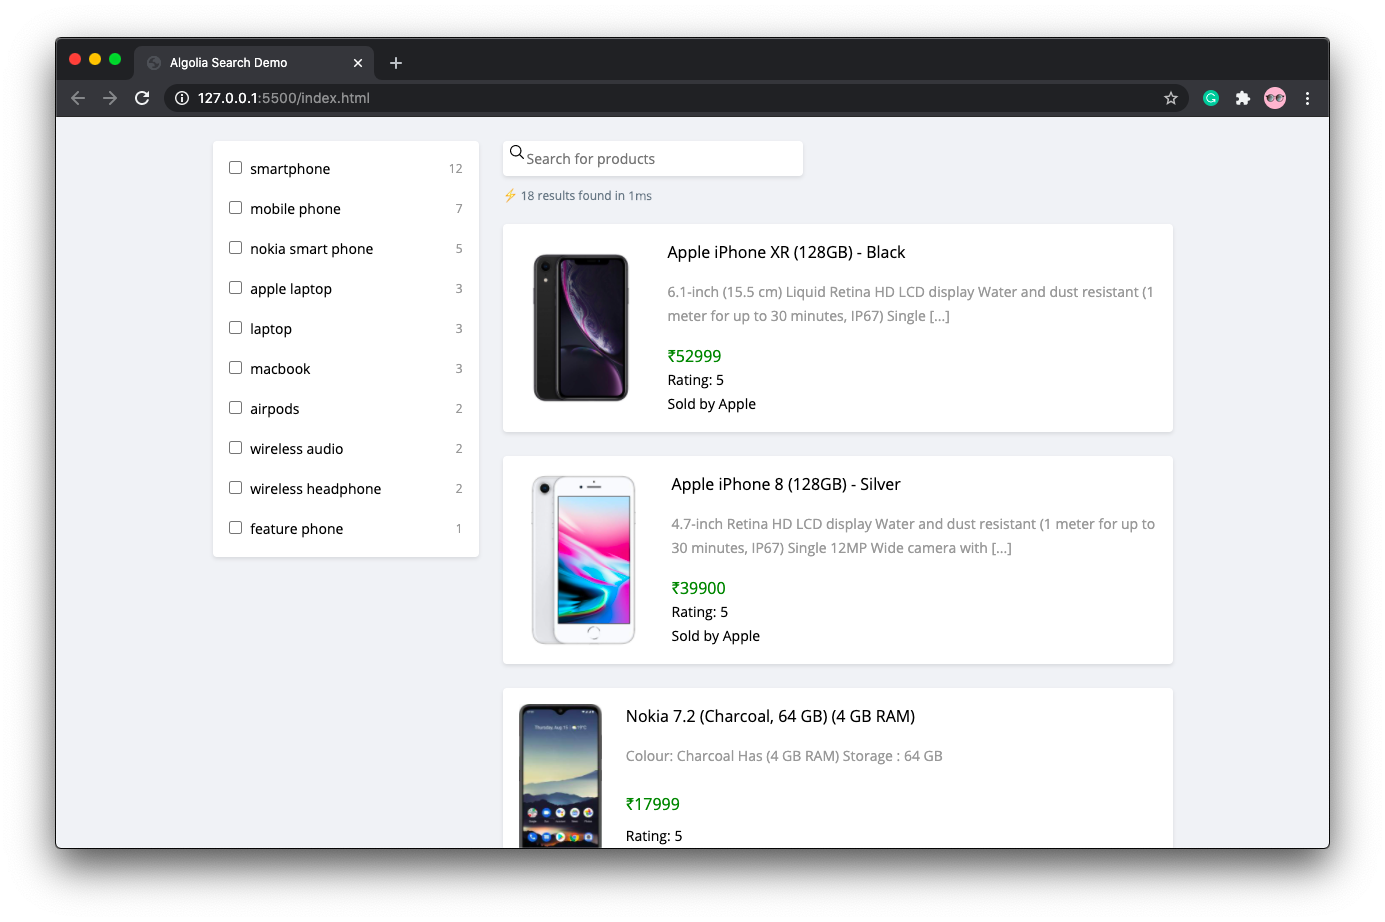 Algolia Search Demo
127.0.0.1:5500/index.html
smartphone 12
mobile phone 7
nokia smart phone 5
apple laptop 3
laptop 3
macbook 3
airpods 2
wireless audio 2
wireless headphone 2
feature phone 1
Search for products
⚡ 18 results found in 1ms
Apple iPhone XR (128GB) - Black
6.1-inch (15.5 cm) Liquid Retina HD LCD display Water and dust resistant (1
meter for up to 30 minutes, IP67) Single [...]
₹52999
Rating: 5
Sold by Apple
Apple iPhone 8 (128GB) - Silver
4.7-inch Retina HD LCD display Water and dust resistant (1 meter for up to
30 minutes, IP67) Single 12MP Wide camera with [...]
₹39900
Rating: 5
Sold by Apple
Nokia 7.2 (Charcoal, 64 GB) (4 GB RAM)
Colour: Charcoal Has (4 GB RAM) Storage : 64 GB
₹17999
Rating: 5